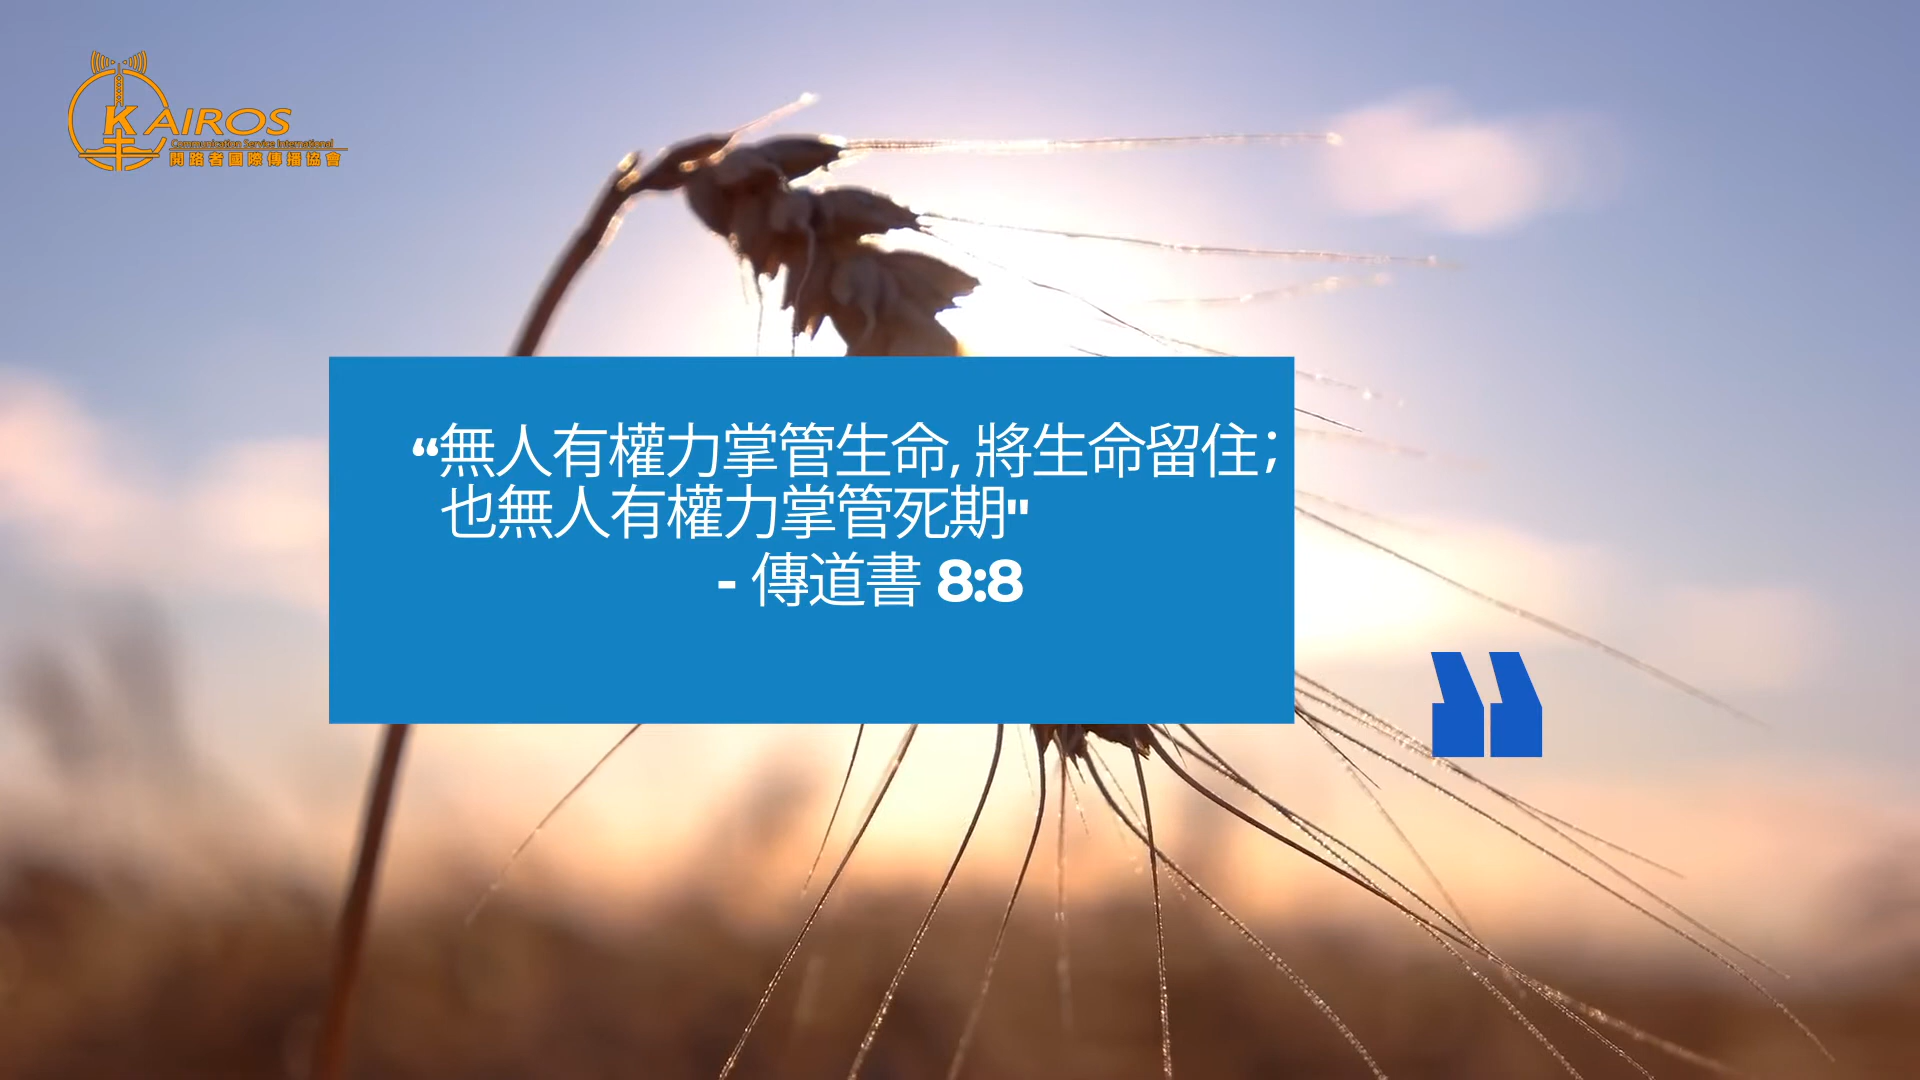 KAIROS
Communication Service International
開路者國際傳播協會
“無人有權力掌管生命, 將生命留住；
也無人有權力掌管死期"
- 傳道書 8:8